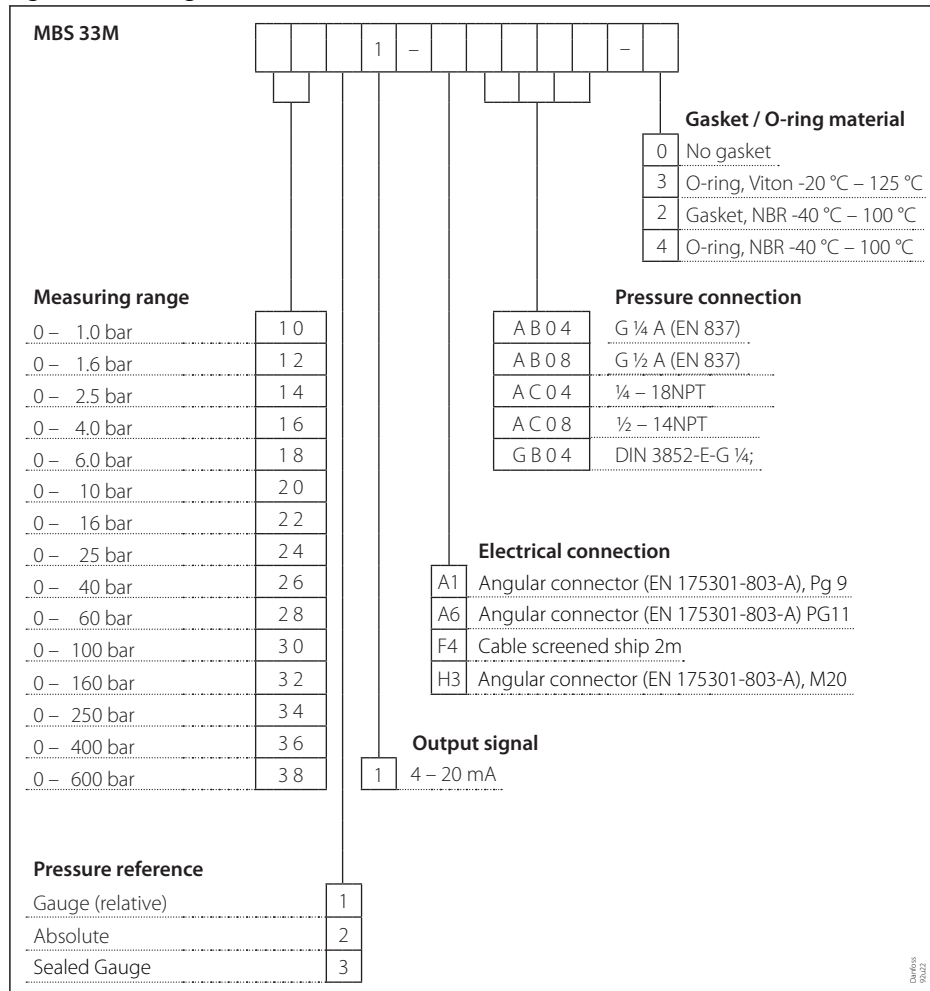 MBS 33M
1 – –
Gasket / O-ring material
0 No gasket
3 O-ring, Viton -20 °C – 125 °C
2 Gasket, NBR -40 °C – 100 °C
4 O-ring, NBR -40 °C – 100 °C
Measuring range
0 – 1.0 bar 1 0
0 – 1.6 bar 1 2
0 – 2.5 bar 1 4
0 – 4.0 bar 1 6
0 – 6.0 bar 1 8
0 – 10 bar 2 0
0 – 16 bar 2 2
0 – 25 bar 2 4
0 – 40 bar 2 6
0 – 60 bar 2 8
0 – 100 bar 3 0
0 – 160 bar 3 2
0 – 250 bar 3 4
0 – 400 bar 3 6
0 – 600 bar 3 8
Pressure connection
A B 0 4 G ¼ A (EN 837)
A B 0 8 G ½ A (EN 837)
A C 0 4 ¼ – 18NPT
A C 0 8 ½ – 14NPT
G B 0 4 DIN 3852-E-G ¼;
Electrical connection
A1 Angular connector (EN 175301-803-A), Pg 9
A6 Angular connector (EN 175301-803-A) PG11
F4 Cable screened ship 2m
H3 Angular connector (EN 175301-803-A), M20
Output signal
1 4 – 20 mA
Pressure reference
Gauge (relative) 1
Absolute 2
Sealed Gauge 3
Danfoss